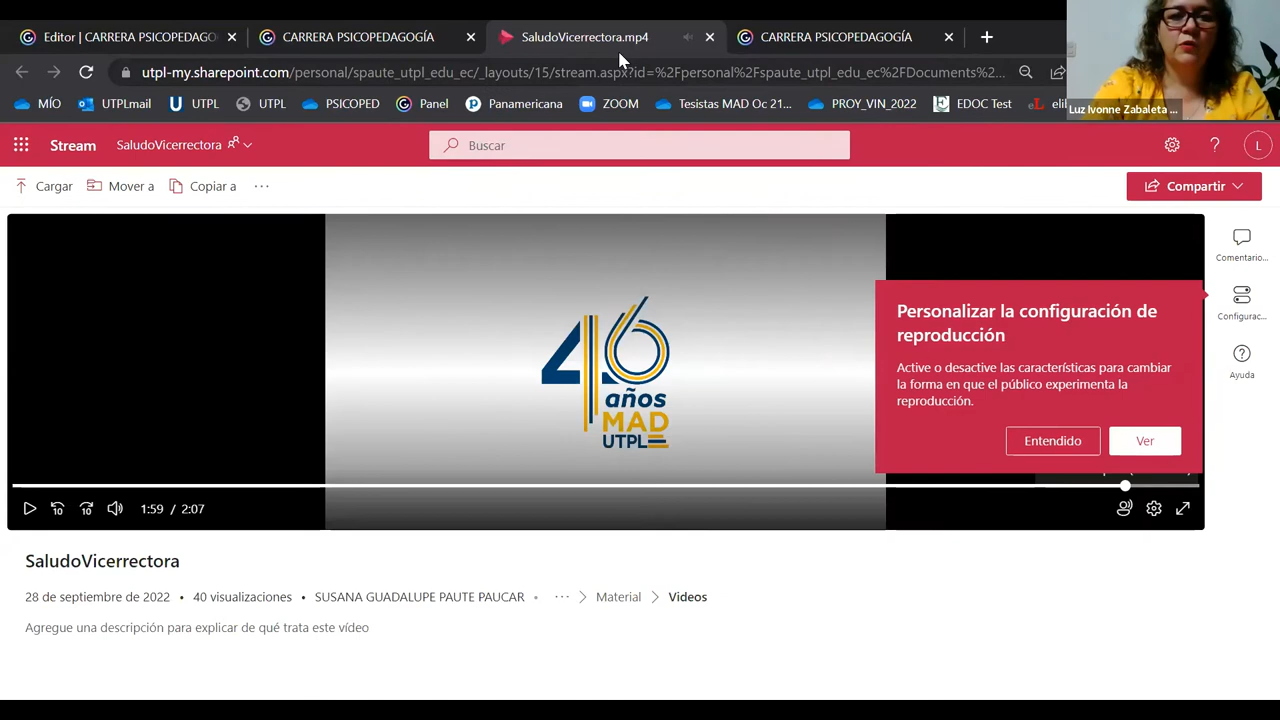 Editor | CARRERA PSICOPEDAGO
CARRERA PSICOPEDAGOGÍA
SaludoVicerrectora.mp4
CARRERA PSICOPEDAGOGÍA
utpl-my.sharepoint.com/personal/spaute_utpl_edu_ec/_layouts/15/stream.aspx?id=%2Fpersonal%2Fspaute_utpl_edu_ec%2FDocuments%2...
MÍO
UTPLmail
UTPL
UTPL
PSICOPED
Panel
Panamericana
ZOOM
Tesistas MAD Oc 21...
PROY_VIN_2022
EDOC Test
Luz Ivonne Zabaleta ...
Stream
SaludoVicerrectora
Buscar
L
Cargar
Mover a
Copiar a
Compartir
46
años
MAD
UTPL
Personalizar la configuración de
reproducción
Active o desactive las características para cambiar
la forma en que el público experimenta la
reproducción.
Entendido
Ver
Comentario...
Configurac...
Ayuda
10
10
1:59 / 2:07
SaludoVicerrectora
28 de septiembre de 2022 • 40 visualizaciones • SUSANA GUADALUPE PAUTE PAUCAR • ... > Material > Videos
Agregue una descripción para explicar de qué trata este vídeo